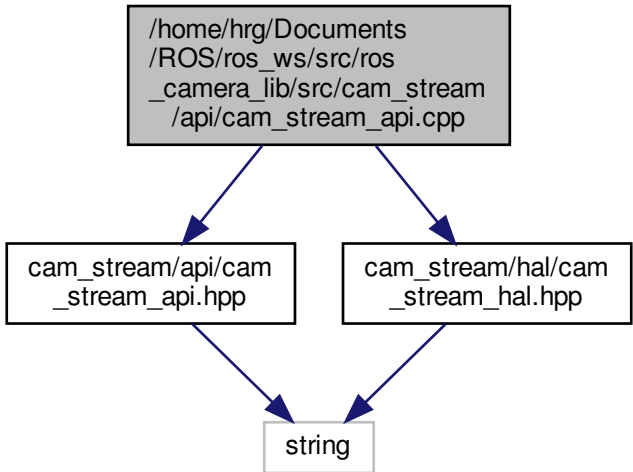 /home/hrg/Documents
/ROS/ros_ws/src/ros
_camera_lib/src/cam_stream
/api/cam_stream_api.cpp
cam_stream/api/cam
_stream_api.hpp
cam_stream/hal/cam
_stream_hal.hpp
string